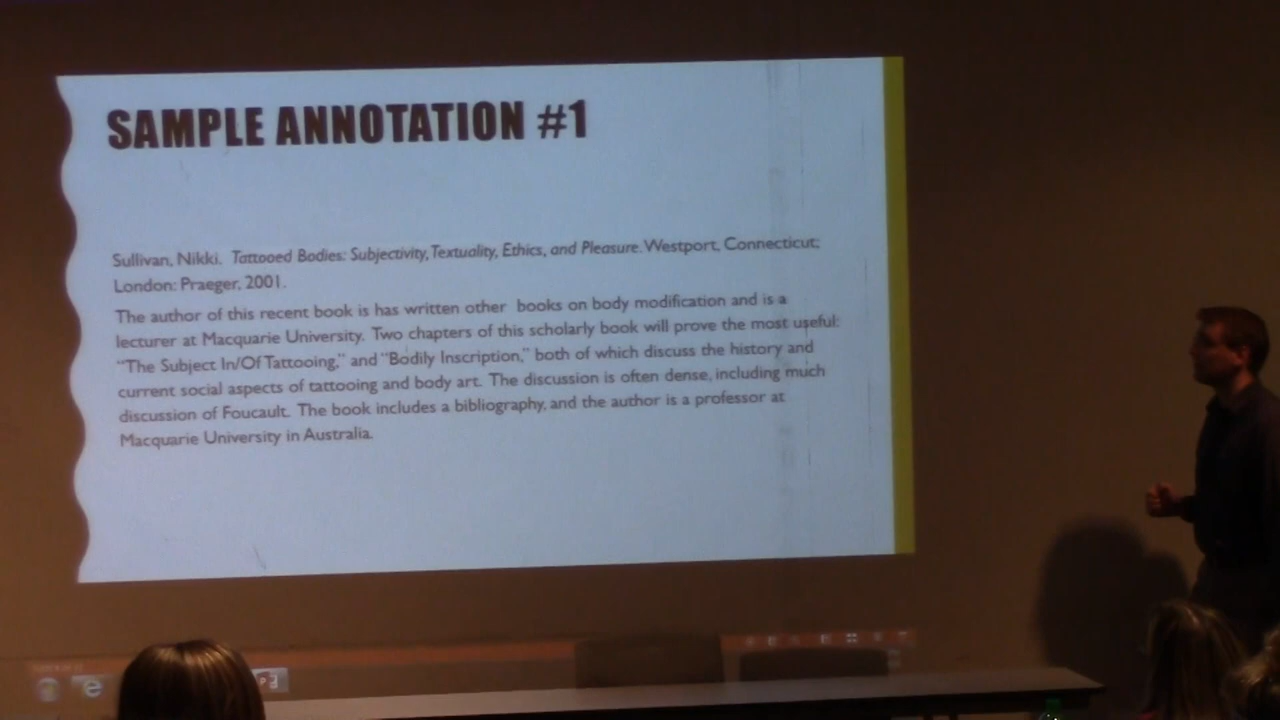 SAMPLE ANNOTATION #1
Sullivan, Nikki. Tattooed Bodies: Subjectivity, Textuality, Ethics, and Pleasure. Westport, Connecticut;
London: Praeger, 2001.
The author of this recent book is has written other books on body modification and is a
lecturer at Macquarie University. Two chapters of this scholarly book will prove the most useful:
“The Subject In/Of Tattooing,” and “Bodily Inscription,” both of which discuss the history and
current social aspects of tattooing and body art. The discussion is often dense, including much
discussion of Foucault. The book includes a bibliography, and the author is a professor at
Macquarie University in Australia.